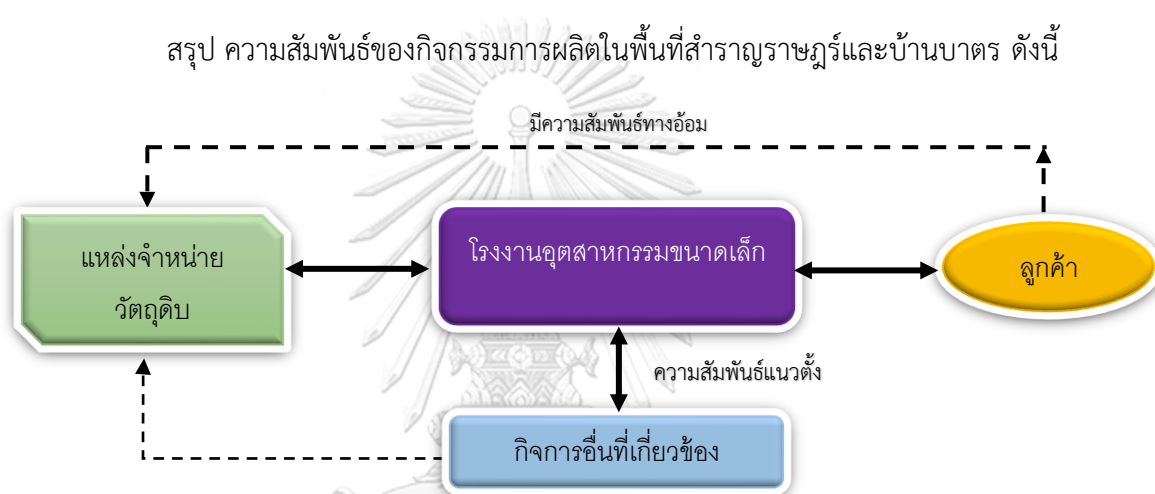 สรุป ความสัมพันธ์ของกิจกรรมการผลิตในพื้นที่สำราญราษฎร์และบ้านบาตร ดังนี้
มีความสัมพันธ์ทางอ้อม
แหล่งจำหน่าย
วัตถุดิบ
โรงงานอุตสาหกรรมขนาดเล็ก
ลูกค้า
ความสัมพันธ์แนวตั้ง
กิจการอื่นที่เกี่ยวข้อง